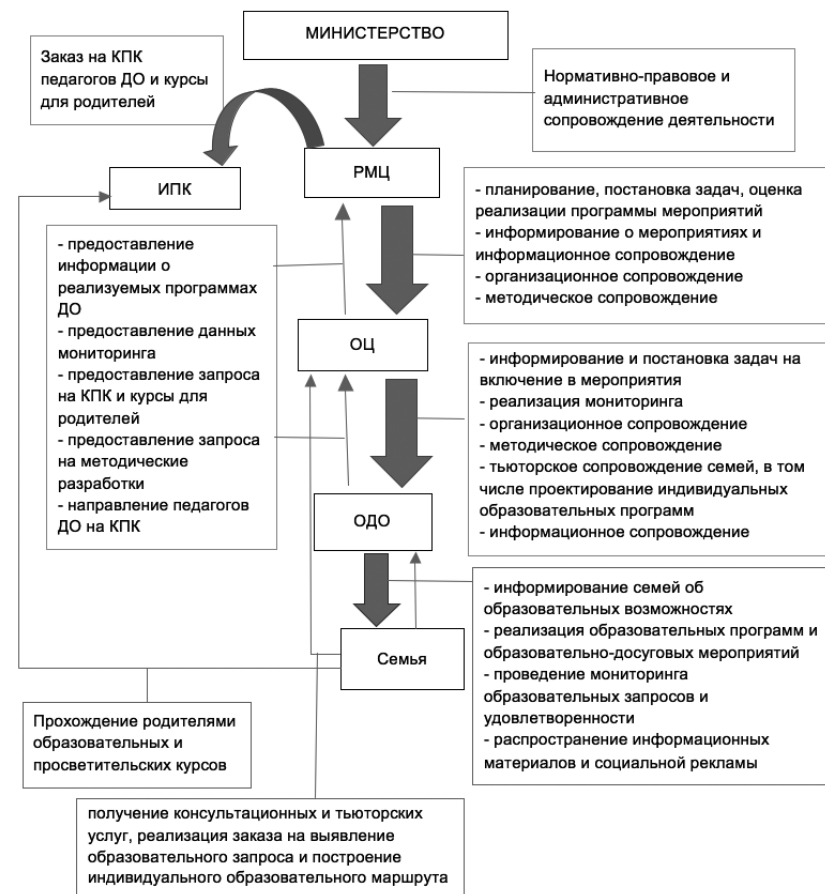 МИНИСТЕРСТВО
Заказ на КПК
педагогов ДО и курсы
для родителей
Нормативно-правовое и
административное
сопровождение деятельности
РМЦ
ИПК
- планирование, постановка задач, оценка
реализации программы мероприятий
- информирование о мероприятиях и
информационное сопровождение
- организационное сопровождение
- методическое сопровождение
- предоставление
информации о
реализуемых программах
ДО
- предоставление данных
мониторинга
- предоставление запроса
на КПК и курсы для
родителей
- предоставление запроса
на методические
разработки
- направление педагогов
ДО на КПК
ОЦ
- информирование и постановка задач на
включение в мероприятия
- реализация мониторинга
- организационное сопровождение
- методическое сопровождение
- тьюторское сопровождение семей, в том
числе проектирование индивидуальных
образовательных программ
- информационное сопровождение
ОДО
- информирование семей об
образовательных возможностях
- реализация образовательных программ и
образовательно-досуговых мероприятий
- проведение мониторинга
образовательных запросов и
удовлетворенности
- распространение информационных
материалов и социальной рекламы
Семья
Прохождение родителями
образовательных и
просветительских курсов
получение консультационных и тьюторских
услуг, реализация заказа на выявление
образовательного запроса и построение
индивидуального образовательного маршрута